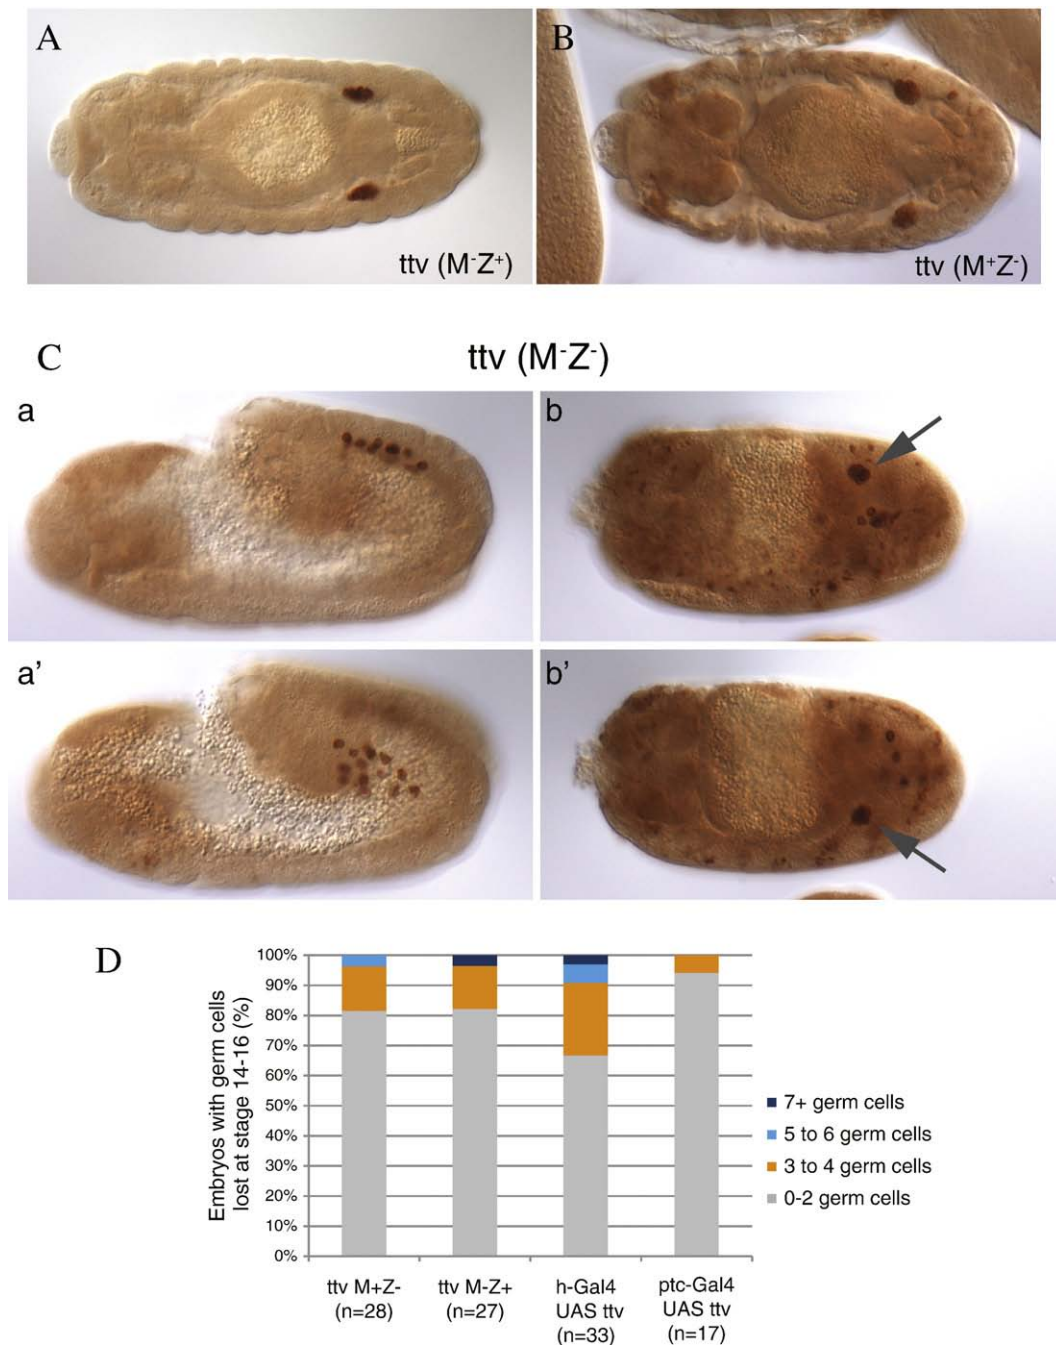 A
B
ttv (M⁻Z⁺)
ttv (M⁺Z⁻)
C
ttv (M⁻Z⁻)
a
b
a'
b'
D
Embryos with germ cells
lost at stage 14-16 (%)
100%
90%
80%
70%
60%
50%
40%
30%
20%
10%
0%
ttv M+Z-
(n=28)
ttv M-Z+
(n=27)
h-Gal4
UAS ttv
(n=33)
ptc-Gal4
UAS ttv
(n=17)
7+ germ cells
5 to 6 germ cells
3 to 4 germ cells
0-2 germ cells